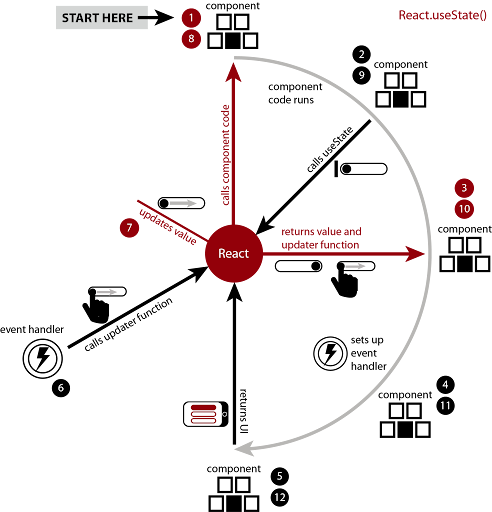 START HERE
1
8
component
React.useState()
2
9
component
component
code runs
calls component code
calls useState
3
10
component
7
updates value
React
returns value and
updater function
event handler
calls updater function
6
sets up
event
handler
4
11
component
returns UI
component
5
12